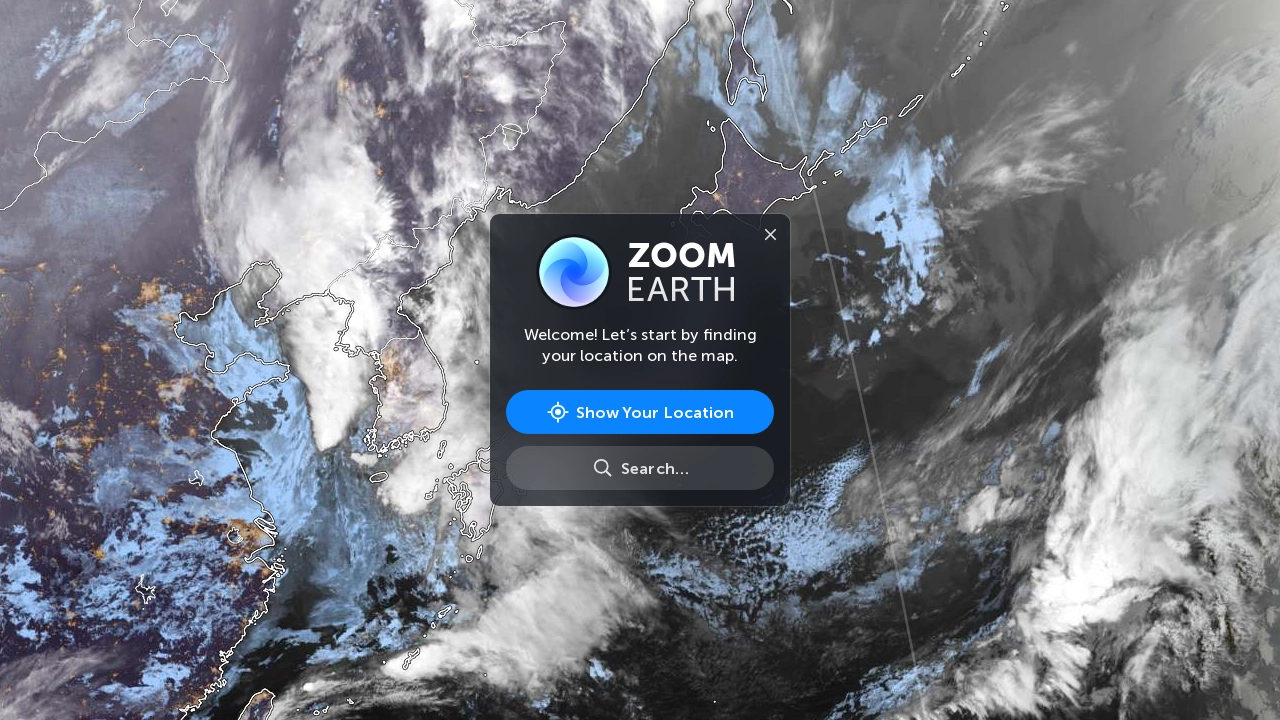 ZOOM
EARTH
Welcome! Let’s start by finding
your location on the map.
Show Your Location
Search...